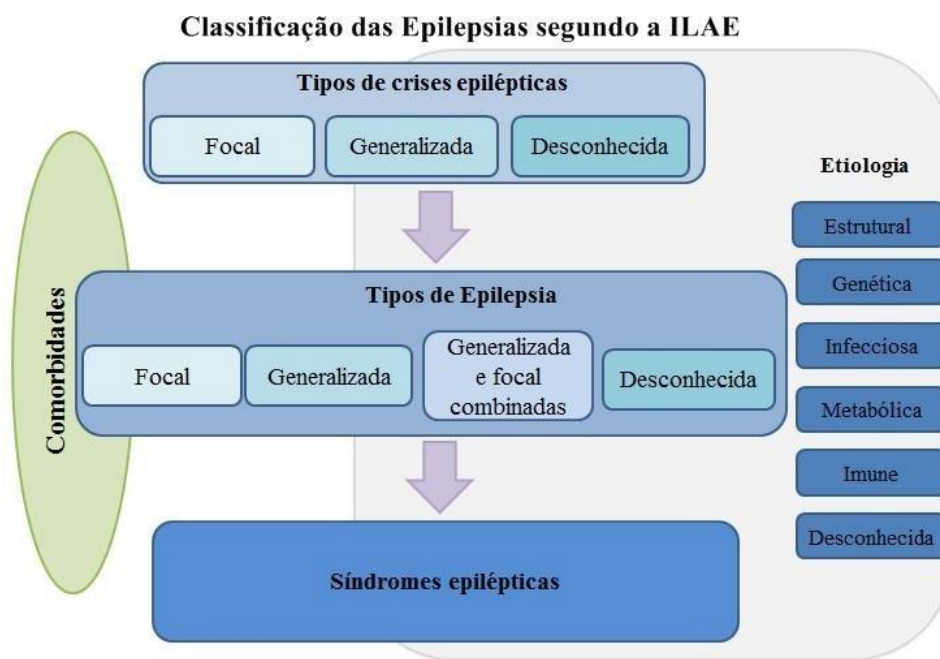 Classificação das Epilepsias segundo a ILAE
Tipos de crises epilépticas
Focal
Generalizada
Desconhecida
Etiologia
Estrutural
Genética
Infecciosa
Metabólica
Imune
Desconhecida
Comorbidades
Tipos de Epilepsia
Focal
Generalizada
Generalizada
e focal
combinadas
Desconhecida
Síndromes epilépticas